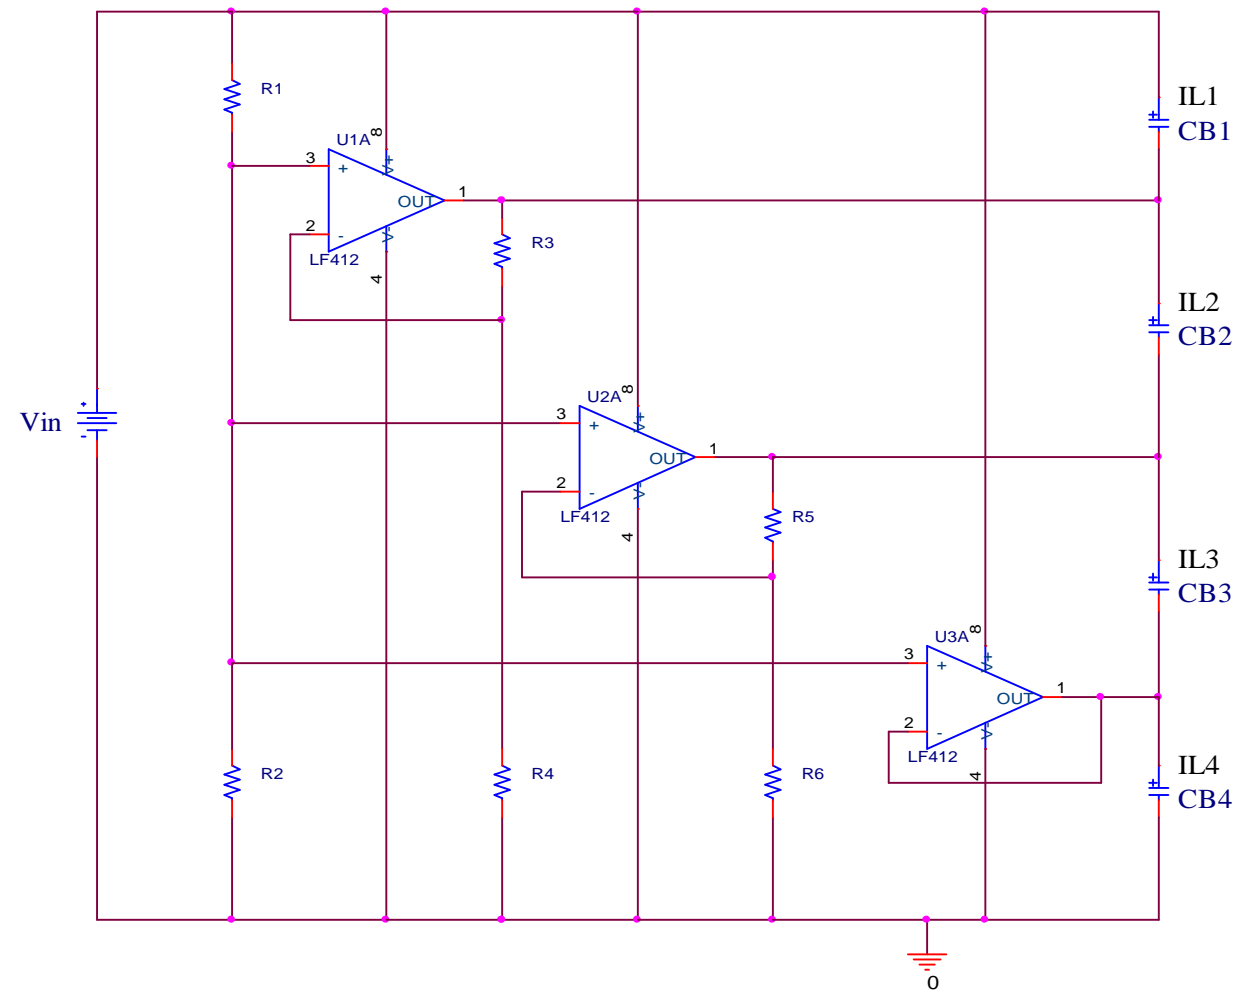 R1
IL1
CB1
U1A
8
3
+
V+
OUT
1
2
-
V-
LF412
4
R3
IL2
CB2
Vin
U2A
8
3
+
V+
OUT
1
2
-
V-
LF412
4
R5
IL3
CB3
U3A
8
3
+
V+
OUT
1
2
-
V-
LF412
4
R2
R4
R6
IL4
CB4
0